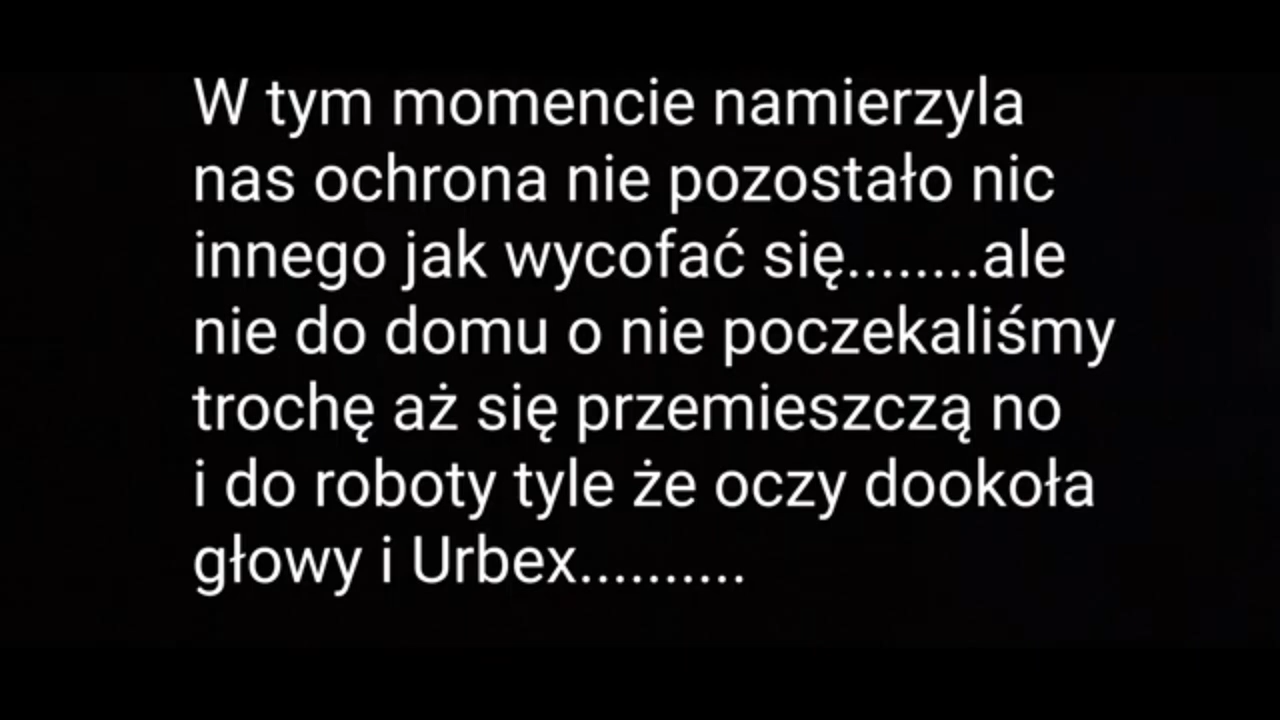 W tym momencie namierzyla
nas ochrona nie pozostało nic
innego jak wycofać się........ale
nie do domu o nie poczekaliśmy
trochę aż się przemieszczą no
i do roboty tyle że oczy dookoła
głowy i Urbex..........